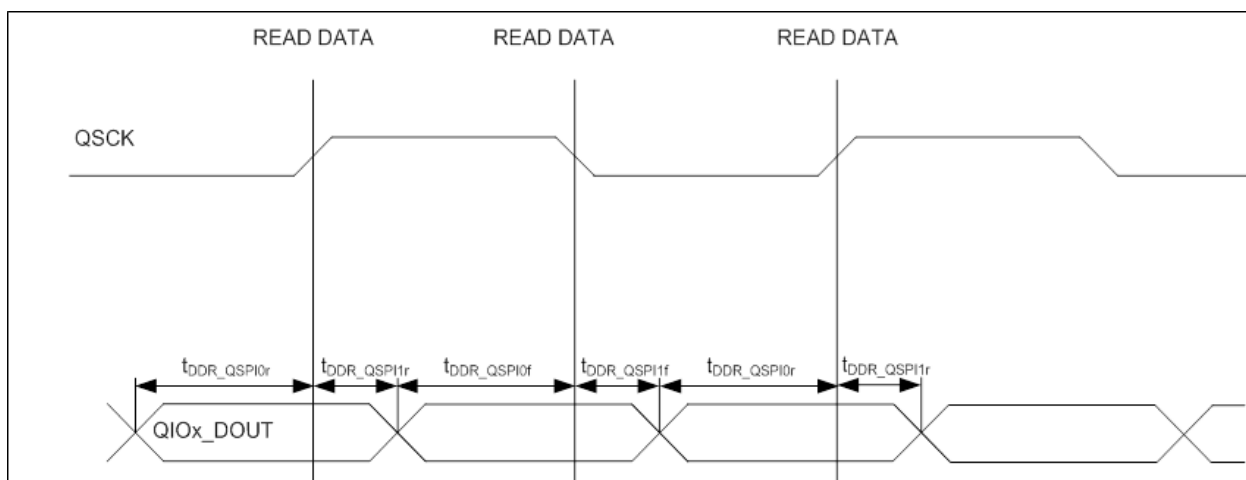 READ DATA READ DATA READ DATA
QSCK
tDDR_QSPI0r tDDR_QSPI1r tDDR_QSPI0f tDDR_QSPI1f tDDR_QSPI0r tDDR_QSPI1r
QIOx_DOUT